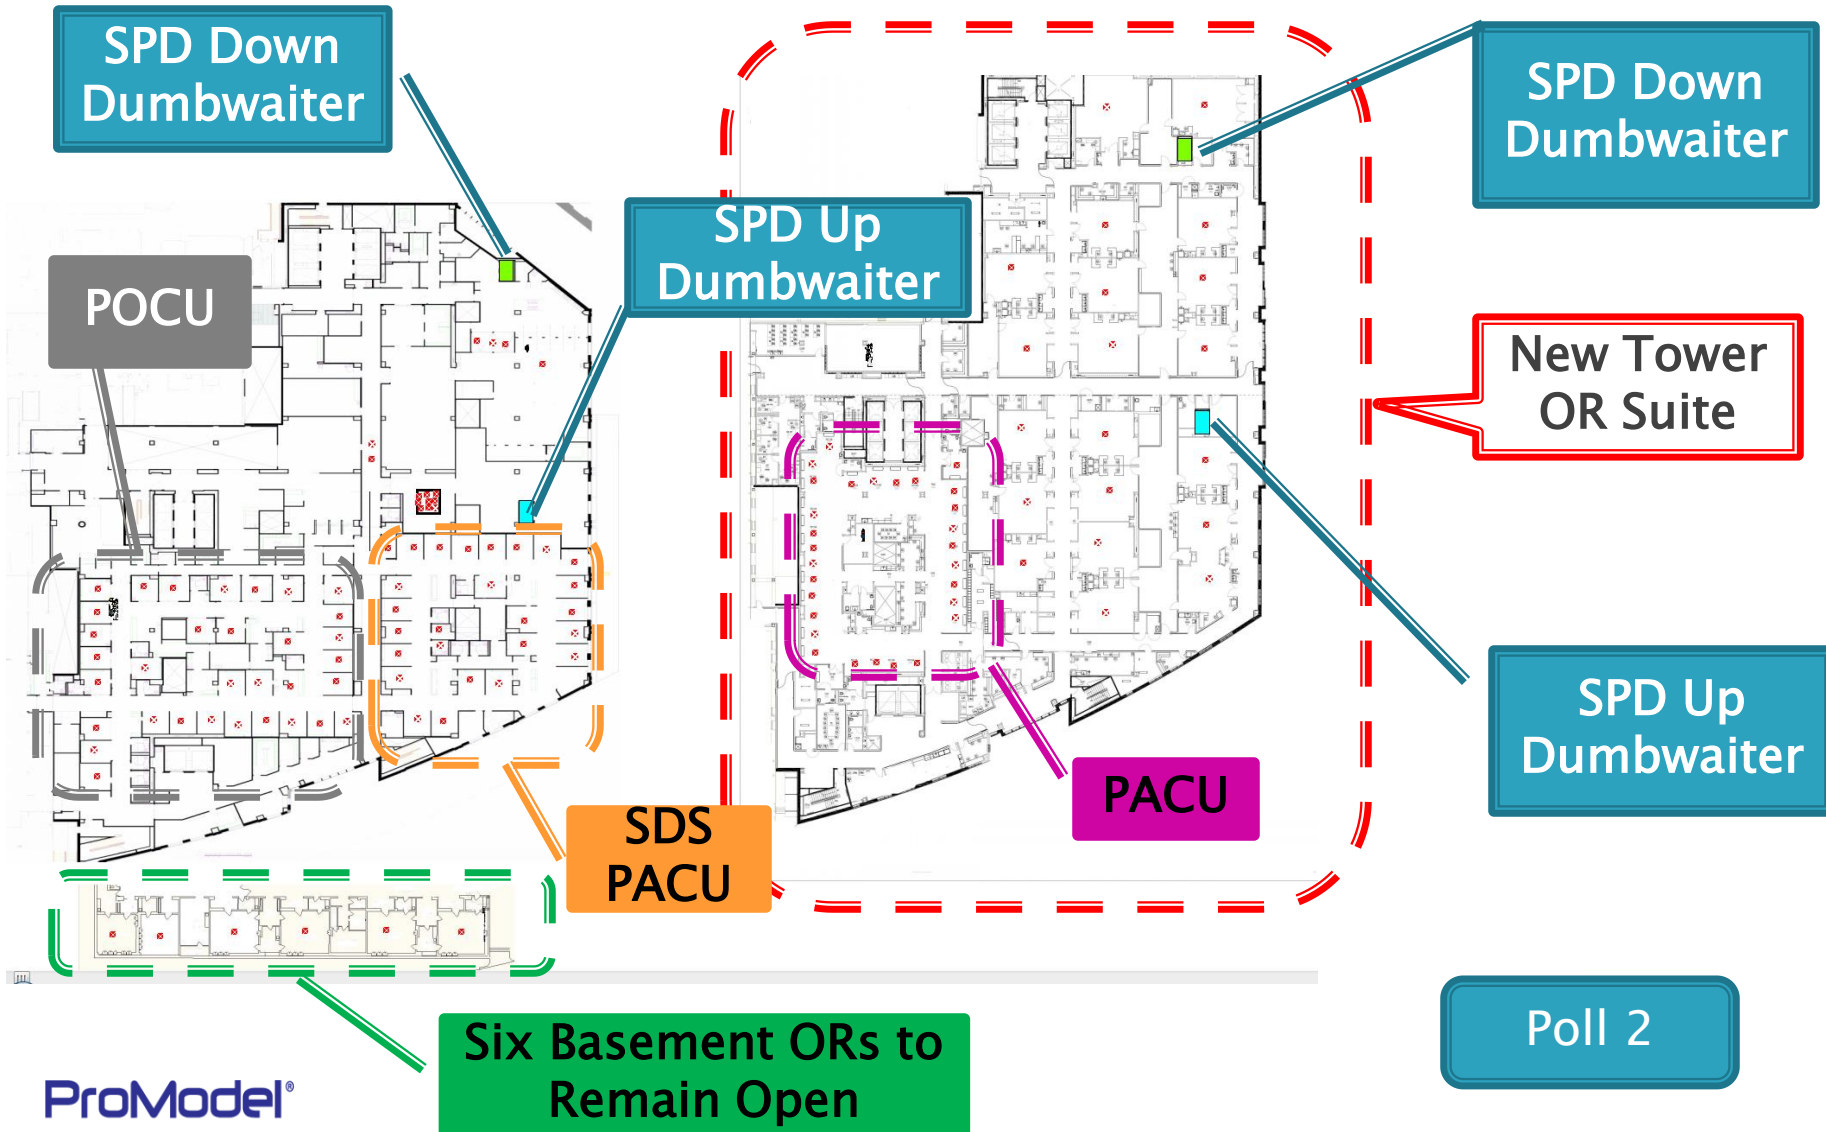 SPD Down
Dumbwaiter
SPD Down
Dumbwaiter
SPD Up
Dumbwaiter
POCU
New Tower
OR Suite
SPD Up
Dumbwaiter
PACU
SDS
PACU
Six Basement ORs to
Remain Open
Poll 2
ProModel®